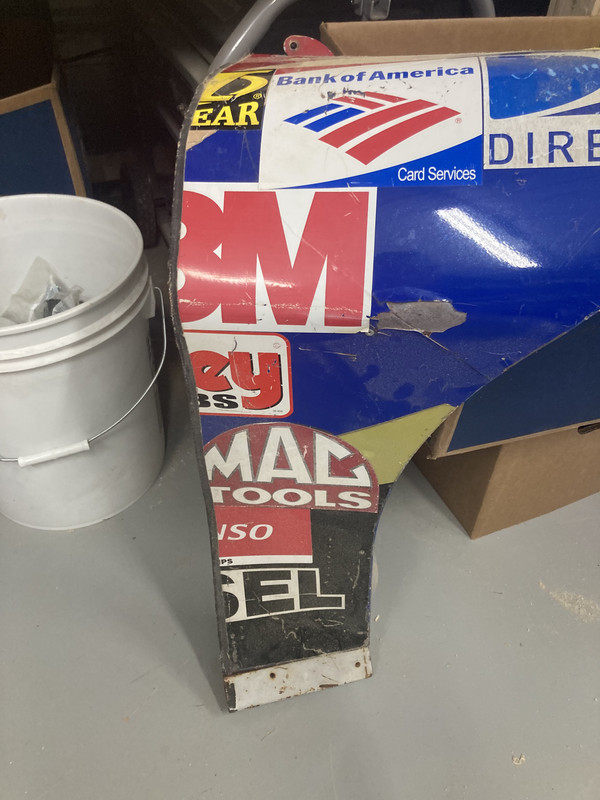 EAR
Bank of America
Card Services
DIRE
3M
ey
BS
MAC
TOOLS
NSO
PS
SEL